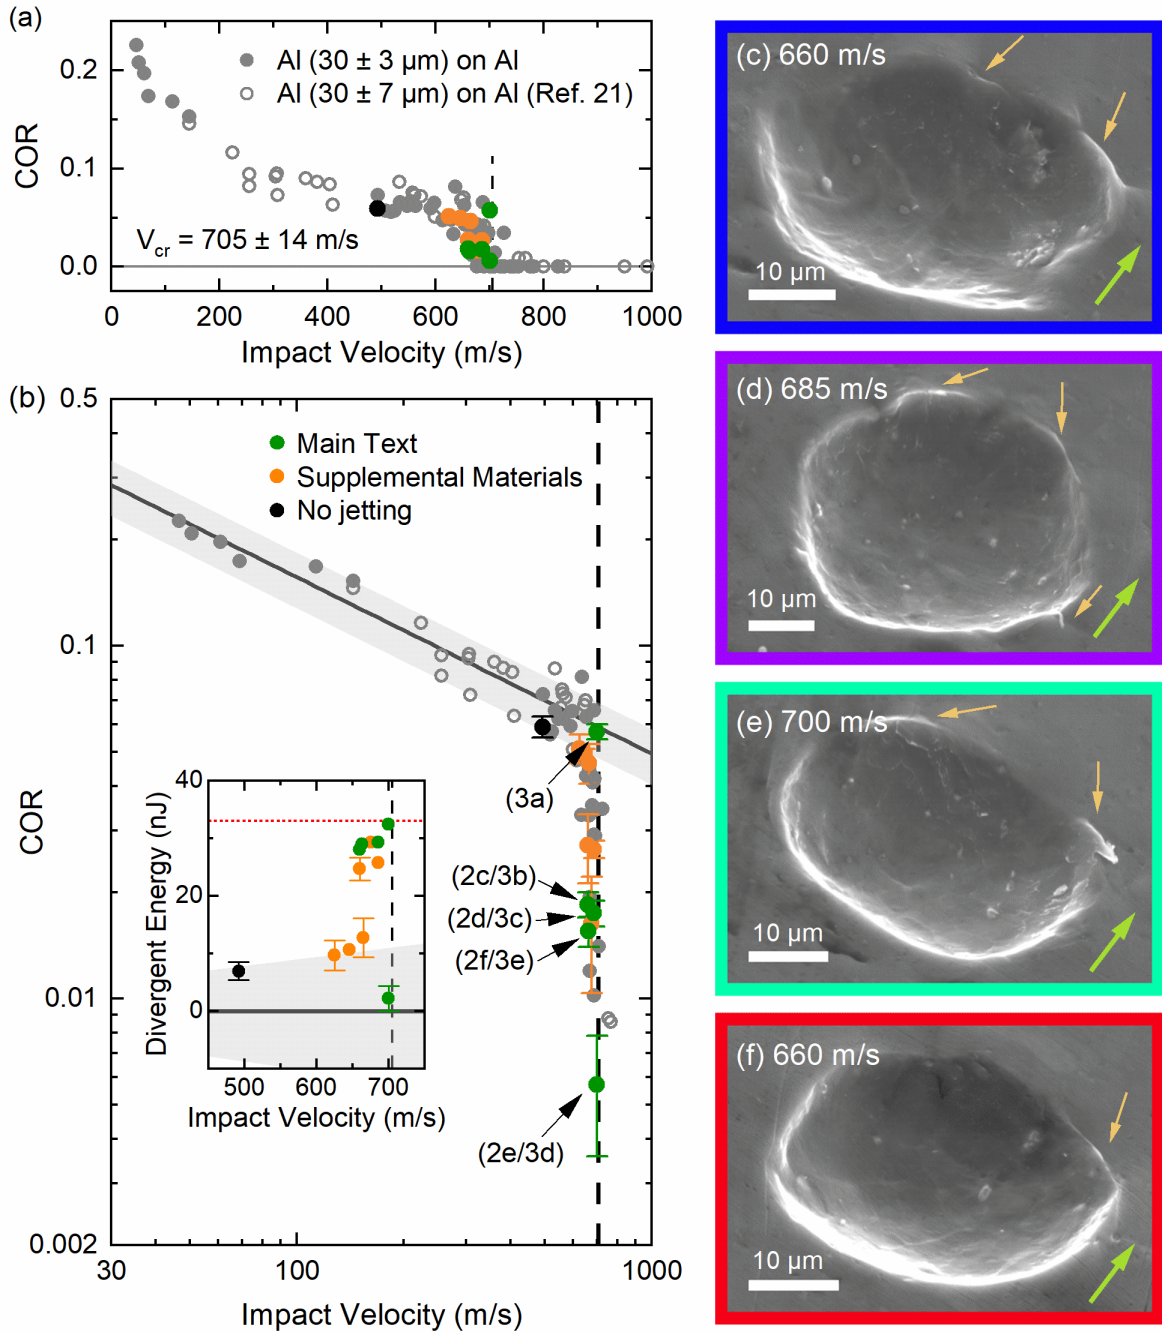 (a)
COR
0.2
0.1
0.0
Al (30 ± 3 µm) on Al
Al (30 ± 7 µm) on Al (Ref. 21)
V_cr = 705 ± 14 m/s
0 200 400 600 800 1000
Impact Velocity (m/s)
(b)
COR
0.5
0.1
0.01
0.002
Main Text
Supplemental Materials
No jetting
(3a)
(2c/3b)
(2d/3c)
(2f/3e)
(2e/3d)
Divergent Energy (nJ)
40
20
0
500 600 700
Impact Velocity (m/s)
30 100 1000
Impact Velocity (m/s)
(c) 660 m/s
10 µm
(d) 685 m/s
10 µm
(e) 700 m/s
10 µm
(f) 660 m/s
10 µm